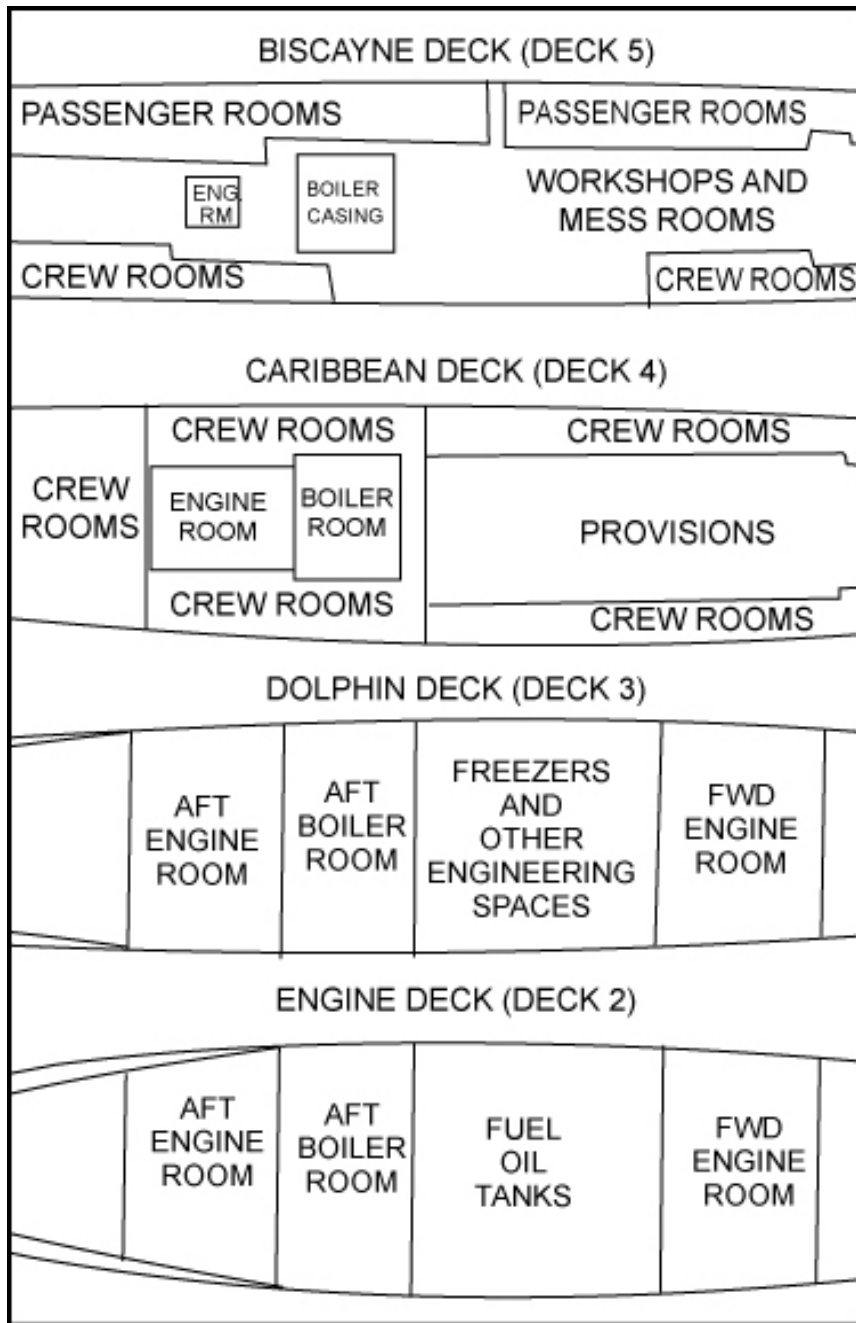 BISCAYNE DECK (DECK 5)
PASSENGER ROOMS
PASSENGER ROOMS
ENG.
RM
BOILER
CASING
WORKSHOPS AND
MESS ROOMS
CREW ROOMS
CREW ROOMS
CARIBBEAN DECK (DECK 4)
CREW ROOMS
CREW ROOMS
CREW
ROOMS
ENGINE
ROOM
BOILER
ROOM
PROVISIONS
CREW ROOMS
CREW ROOMS
DOLPHIN DECK (DECK 3)
AFT
ENGINE
ROOM
AFT
BOILER
ROOM
FREEZERS
AND
OTHER
ENGINEERING
SPACES
FWD
ENGINE
ROOM
ENGINE DECK (DECK 2)
AFT
ENGINE
ROOM
AFT
BOILER
ROOM
FUEL
OIL
TANKS
FWD
ENGINE
ROOM